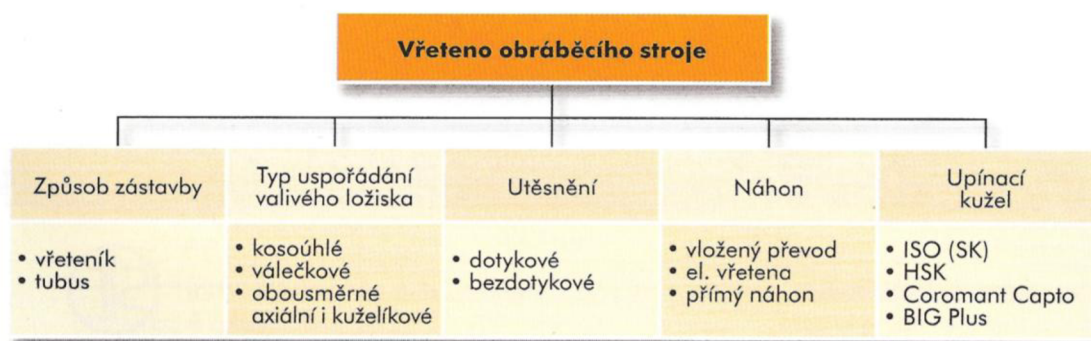 Vřeteno obráběcího stroje
Způsob zástavby
• vřeteník
• tubus
Typ uspořádání
valivého ložiska
• kosoúhlé
• válečkové
• obousměrné
axiální i kuželíkové
Utěsnění
• dotykové
• bezdotykové
Náhon
• vložený převod
• el. vřetena
• přímý náhon
Upínací
kužel
• ISO (SK)
• HSK
• Coromant Capto
• BIG Plus